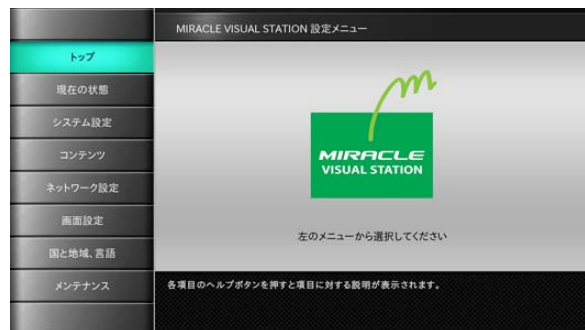 MIRACLE VISUAL STATION 設定メニュー
トップ
現在の状態
システム設定
コンテンツ
ネットワーク設定
画面設定
国と地域、言語
メンテナンス
m
MIRACLE
VISUAL STATION
左のメニューから選択してください
各項目のヘルプボタンを押すと項目に対する説明が表示されます。